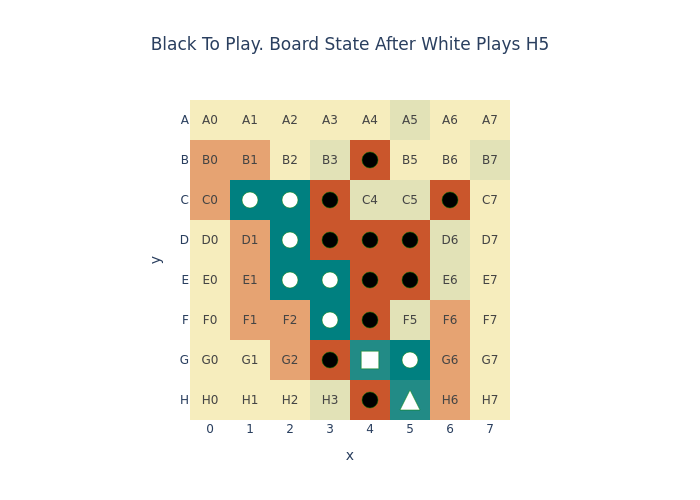 Black To Play. Board State After White Plays H5
A A0 A1 A2 A3 A4 A5 A6 A7
B B0 B1 B2 B3 B5 B6 B7
C C0 C4 C5 C7
D D0 D1 D6 D7
E E0 E1 E6 E7
F F0 F1 F2 F5 F6 F7
G G0 G1 G2 G6 G7
H H0 H1 H2 H3 H6 H7
0 1 2 3 4 5 6 7
x
y